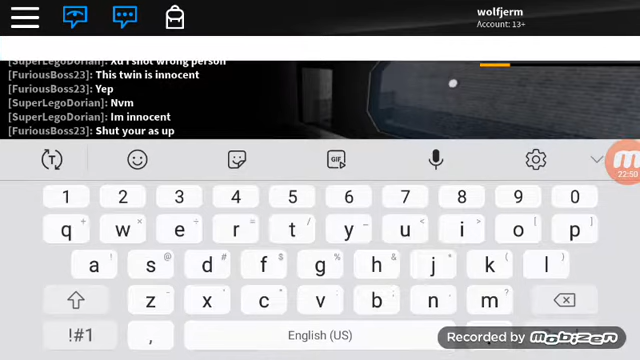 wolfjerm
Account: 13+
[SuperLegoDorian]: Xd I shot wrong person
[FuriousBoss23]: This twin is innocent
[FuriousBoss23]: Yep
[SuperLegoDorian]: Nvm
[SuperLegoDorian]: Im innocent
[FuriousBoss23]: Shut your as up
T
GIF
22:50
1 2 3 4 5 6 7 8 9 0
q w e r t y u i o p
a s d f g h j k l
z x c v b n m
!#1 , English (US)
Recorded by mobizen